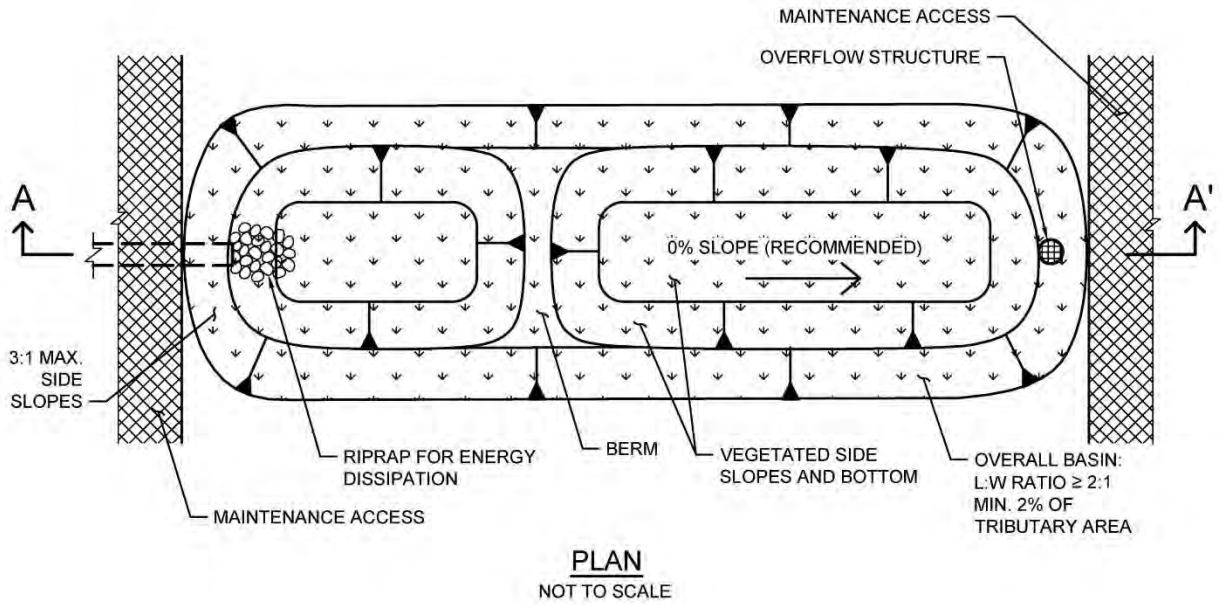 MAINTENANCE ACCESS
OVERFLOW STRUCTURE
A
A'
0% SLOPE (RECOMMENDED)
3:1 MAX.
SIDE
SLOPES
RIPRAP FOR ENERGY
DISSIPATION
BERM
VEGETATED SIDE
SLOPES AND BOTTOM
OVERALL BASIN:
L:W RATIO ≥ 2:1
MIN. 2% OF
TRIBUTARY AREA
MAINTENANCE ACCESS
PLAN
NOT TO SCALE